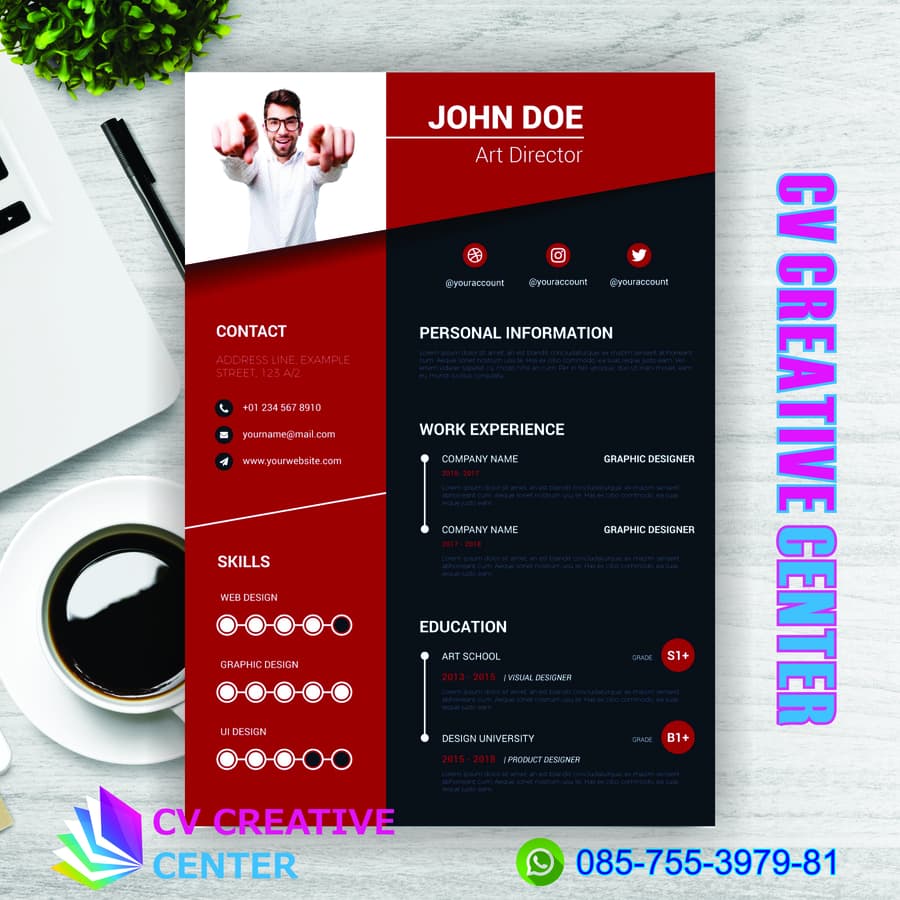 JOHN DOE
Art Director
@youraccount
@youraccount
@youraccount
CONTACT
ADDRESS LINE, EXAMPLE
STREET, 123 A/2
+01 234 567 8910
yourname@mail.com
www.yourwebsite.com
SKILLS
WEB DESIGN
GRAPHIC DESIGN
UI DESIGN
PERSONAL INFORMATION
WORK EXPERIENCE
COMPANY NAME GRAPHIC DESIGNER
2016 - 2017
COMPANY NAME GRAPHIC DESIGNER
2017 - 2018
EDUCATION
ART SCHOOL GRADE S1+
2013 - 2015 | VISUAL DESIGNER
DESIGN UNIVERSITY GRADE B1+
2015 - 2018 | PRODUCT DESIGNER
CV CREATIVE CENTER
CV CREATIVE
CENTER
085-755-3979-81